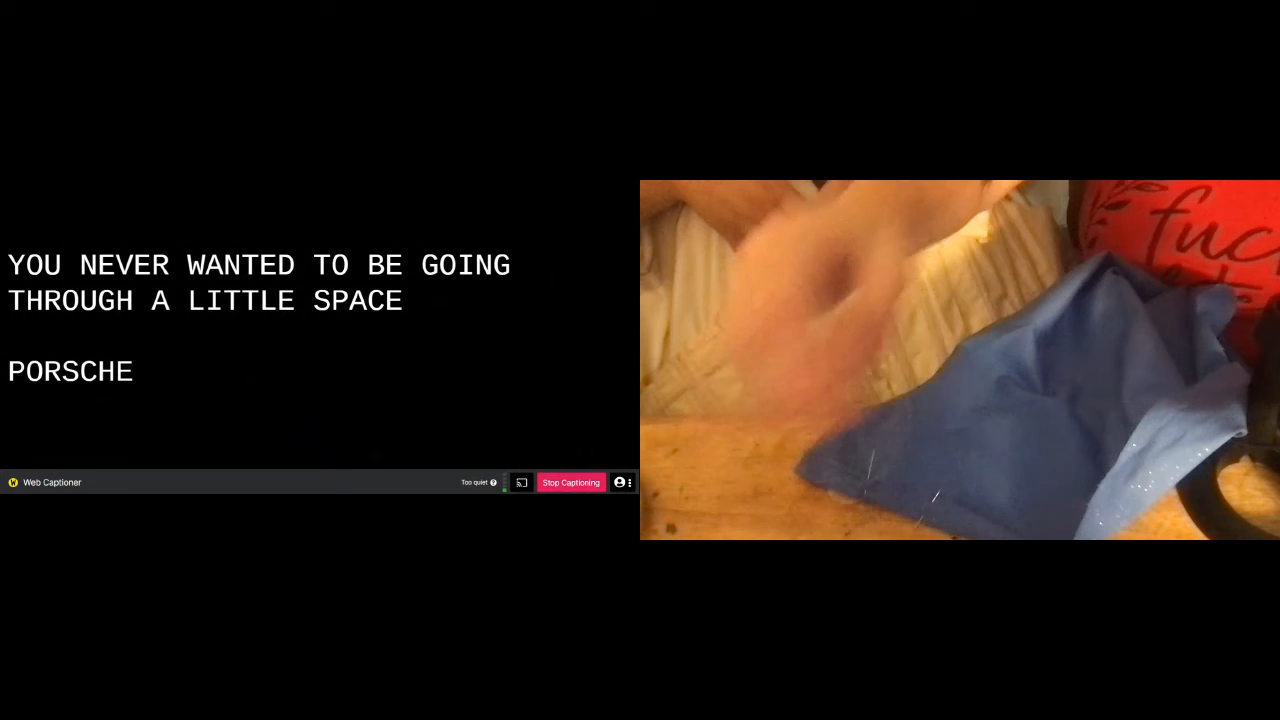 YOU NEVER WANTED TO BE GOING
THROUGH A LITTLE SPACE
PORSCHE
Web Captioner
Too quiet
Stop Captioning